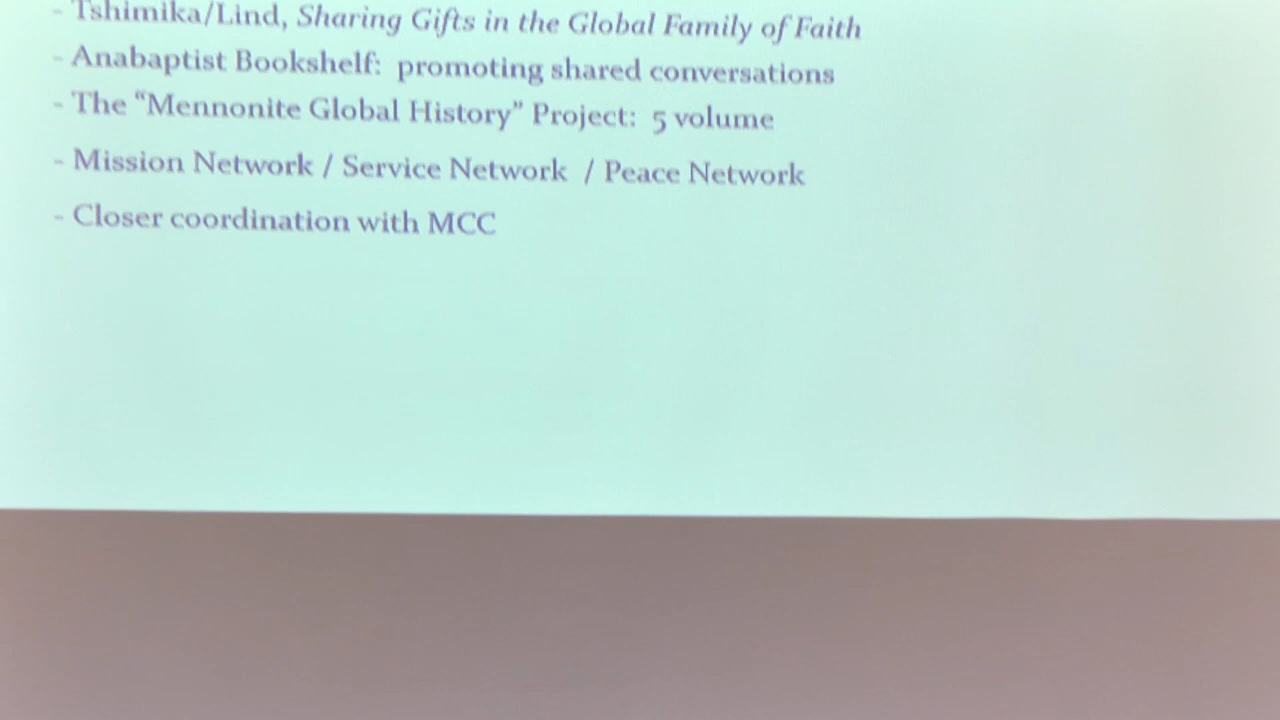 - Tshimika/Lind, Sharing Gifts in the Global Family of Faith
- Anabaptist Bookshelf: promoting shared conversations
- The “Mennonite Global History” Project: 5 volume
- Mission Network / Service Network / Peace Network
- Closer coordination with MCC